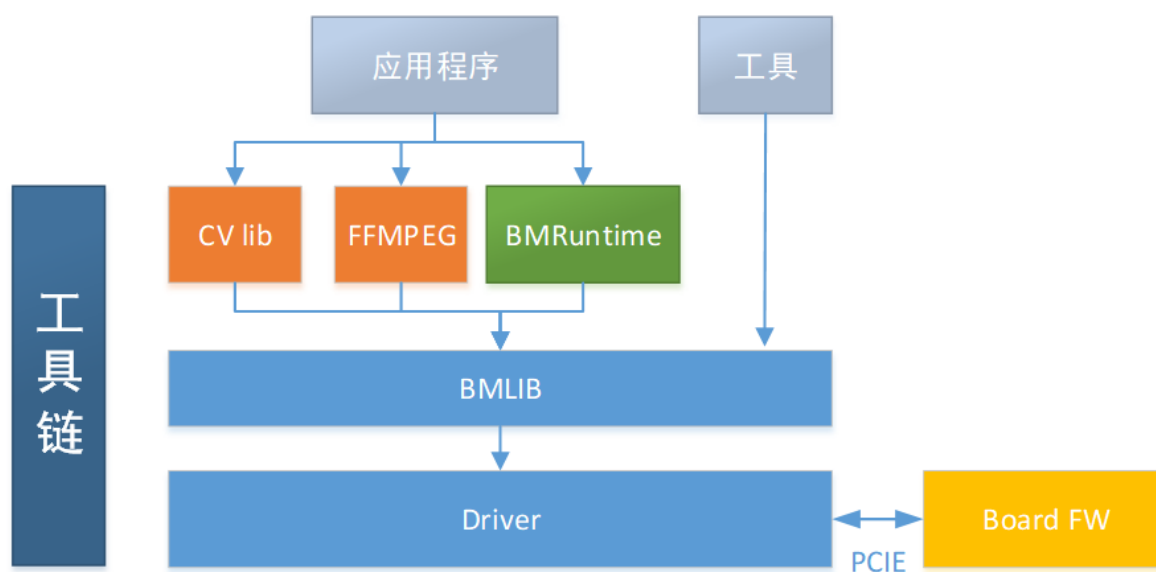 应用程序
工具
CV lib
FFMPEG
BMRuntime
工具链
BMLIB
Driver
PCIE
Board FW